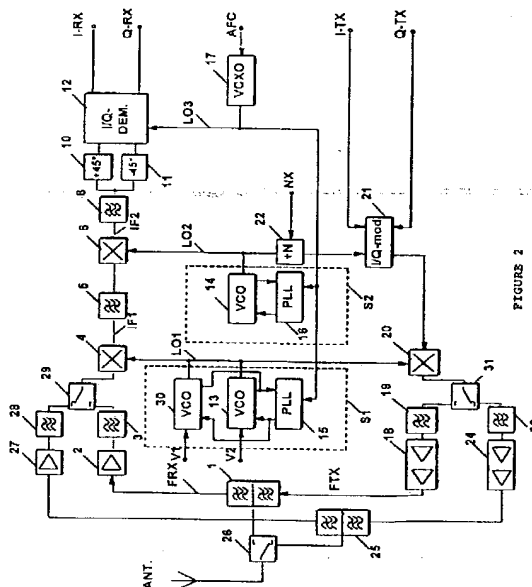 ANT.
26
25
1
27
28
2
3
29
4
IF1
5
6
IF2
8
10
+45°
11
-45°
12
I/Q-
DEM.
I-RX
Q-RX
FRX
V1
V2
30
VCO
13
VCO
15
PLL
S1
LO1
14
VCO
16
PLL
S2
LO2
22
÷N
NX
LO3
17
VCXO
AFC
FTX
18
19
24
31
20
21
I/Q-mod
I-TX
Q-TX
FIGURE 2